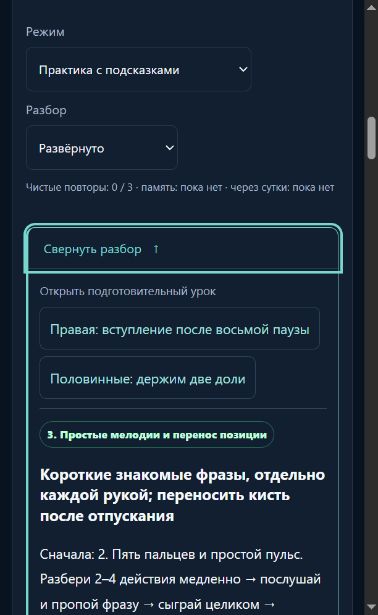 Режим
Практика с подсказками
Разбор
Развёрнуто
Чистые повторы: 0 / 3 · память: пока нет · через сутки: пока нет
Свернуть разбор ↑
Открыть подготовительный урок
Правая: вступление после восьмой паузы
Половинные: держим две доли
3. Простые мелодии и перенос позиции
Короткие знакомые фразы, отдельно
каждой рукой; переносить кисть
после отпускания
Сначала: 2. Пять пальцев и простой пульс.
Разбери 2–4 действия медленно → послушай
и пропой фразу → сыграй целиком →